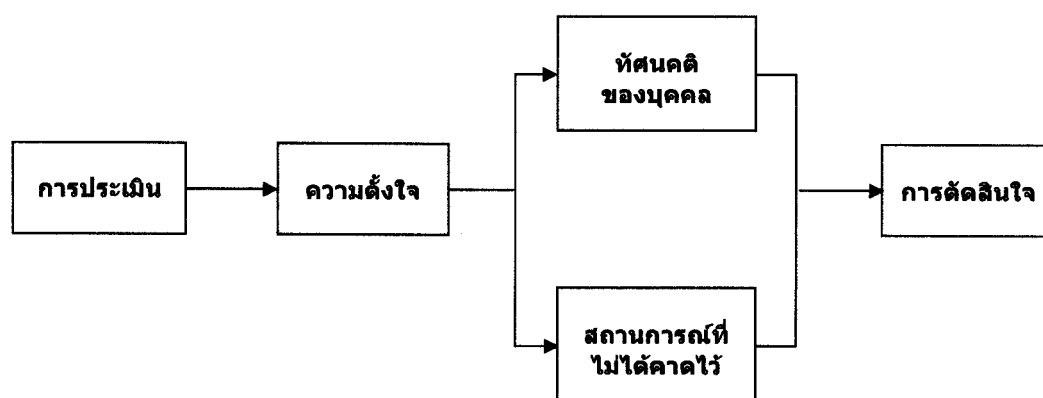 ทัศนคติ
ของบุคคล
การประเมิน
ความตั้งใจ
การตัดสินใจ
สถานการณ์ที่
ไม่ได้คาดไว้